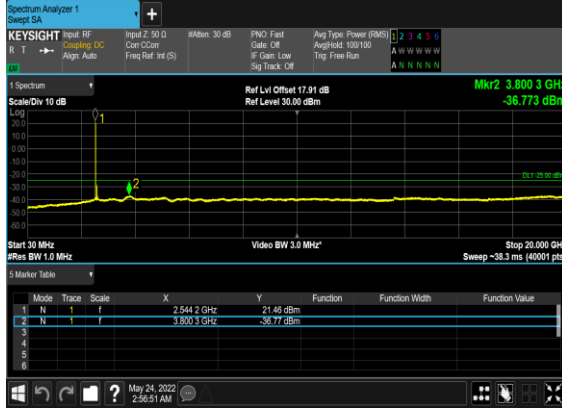 Spectrum Analyzer 1
Swept SA
+
KEYSIGHT Input: RF Input Z: 50 Ω #Atten: 30 dB PNO: Fast Avg Type: Power (RMS) 1 2 3 4 5 6
R T Coupling: DC Corr CCorr Gate: Off Avg|Hold: 100/100 A W W W W W
Align: Auto Freq Ref: Int (S) IF Gain: Low Trig: Free Run A N N N N N
Sig Track: Off
1 Spectrum Ref Lvl Offset 17.91 dB Mkr2 3.800 3 GHz
Scale/Div 10 dB Ref Level 30.00 dBm -36.773 dBm
Log
20.0
10.0
0.00
-10.0
-20.0
-30.0
-40.0
-50.0
-60.0
1
2
DL1 -25.00 dBm
Start 30 MHz Video BW 3.0 MHz* Stop 20.000 GHz
#Res BW 1.0 MHz Sweep ~38.3 ms (40001 pts)
5 Marker Table
Mode Trace Scale X Y Function Function Width Function Value
1 N 1 f 2.544 2 GHz 21.46 dBm
2 N 1 f 3.800 3 GHz -36.77 dBm
3
4
5
6
? May 24, 2022
2:56:51 AM